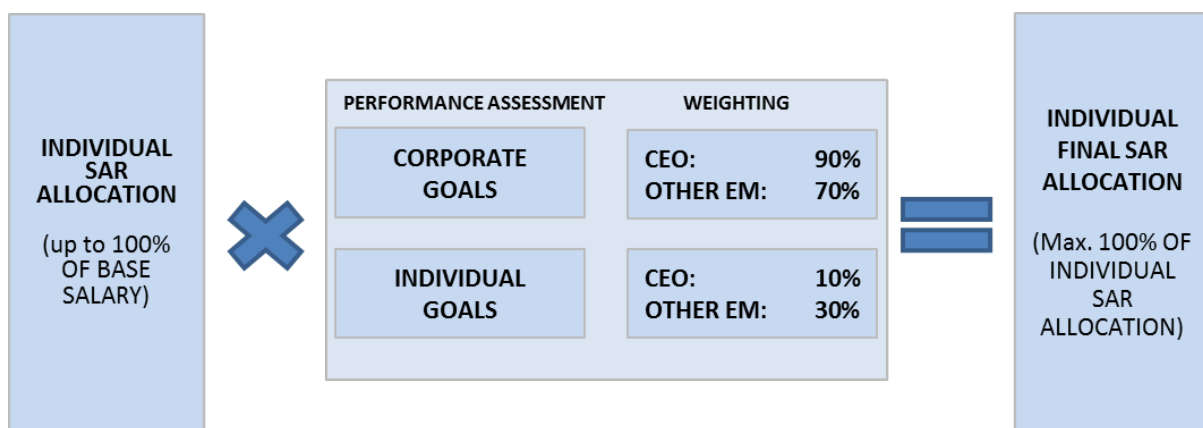 INDIVIDUAL
SAR
ALLOCATION
(up to 100%
OF BASE
SALARY)
PERFORMANCE ASSESSMENT
WEIGHTING
CORPORATE
GOALS
CEO: 90%
OTHER EM: 70%
INDIVIDUAL
GOALS
CEO: 10%
OTHER EM: 30%
INDIVIDUAL
FINAL SAR
ALLOCATION
(Max. 100% OF
INDIVIDUAL
SAR
ALLOCATION)